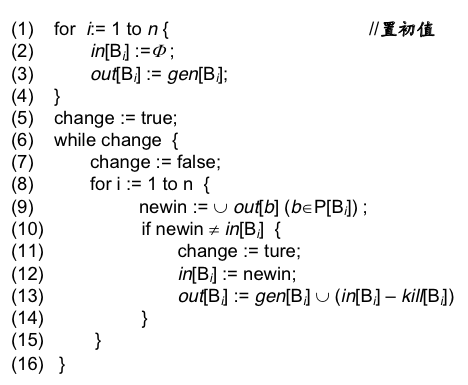 (1) for i:= 1 to n { //置初值
(2) in[Bi] :=Φ ;
(3) out[Bi] := gen[Bi];
(4) }
(5) change := true;
(6) while change {
(7) change := false;
(8) for i := 1 to n {
(9) newin := ∪ out[b] (b∈P[Bi]) ;
(10) if newin ≠ in[Bi] {
(11) change := ture;
(12) in[Bi] := newin;
(13) out[Bi] := gen[Bi] ∪ (in[Bi] – kill[Bi])
(14) }
(15) }
(16) }